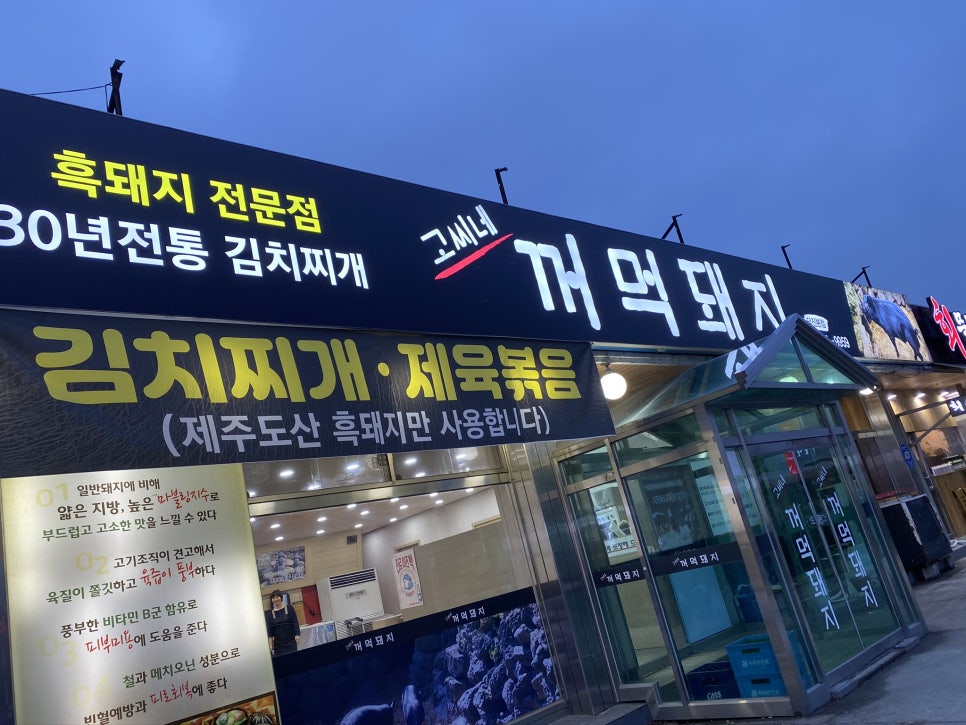 흑돼지 전문점
30년전통 김치찌개
고씨네
꺼먹돼지
9959
김치찌개·제육볶음
(제주도산 흑돼지만 사용합니다)
01 일반돼지에 비해
얇은 지방, 높은 마블링지수로
부드럽고 고소한 맛을 느낄 수 있다
02 고기조직이 견고해서
육질이 쫄깃하고 육즙이 풍부하다
03 풍부한 비타민 B군 함유로
피부미용에 도움을 준다
철과 메치오닌 성분으로
빈혈예방과 피로회복에 좋다
꺼먹돼지
꺼먹돼지
꺼먹돼지
꺼먹돼지
꺼먹돼지